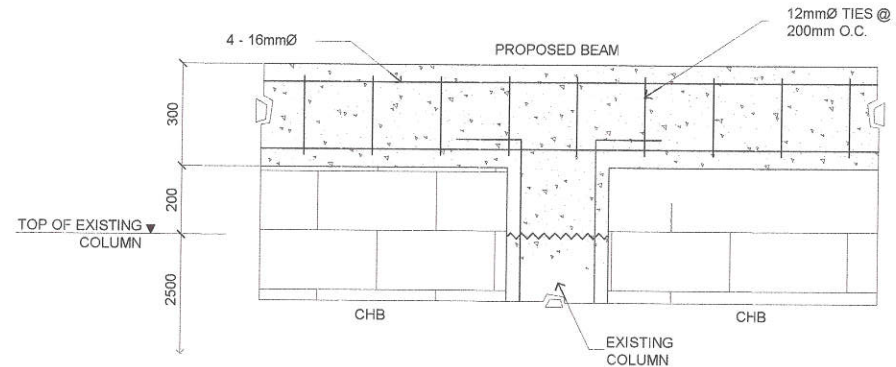 12mmØ TIES @
200mm O.C.
4 - 16mmØ
PROPOSED BEAM
300
200
TOP OF EXISTING
COLUMN
2500
CHB
CHB
EXISTING
COLUMN